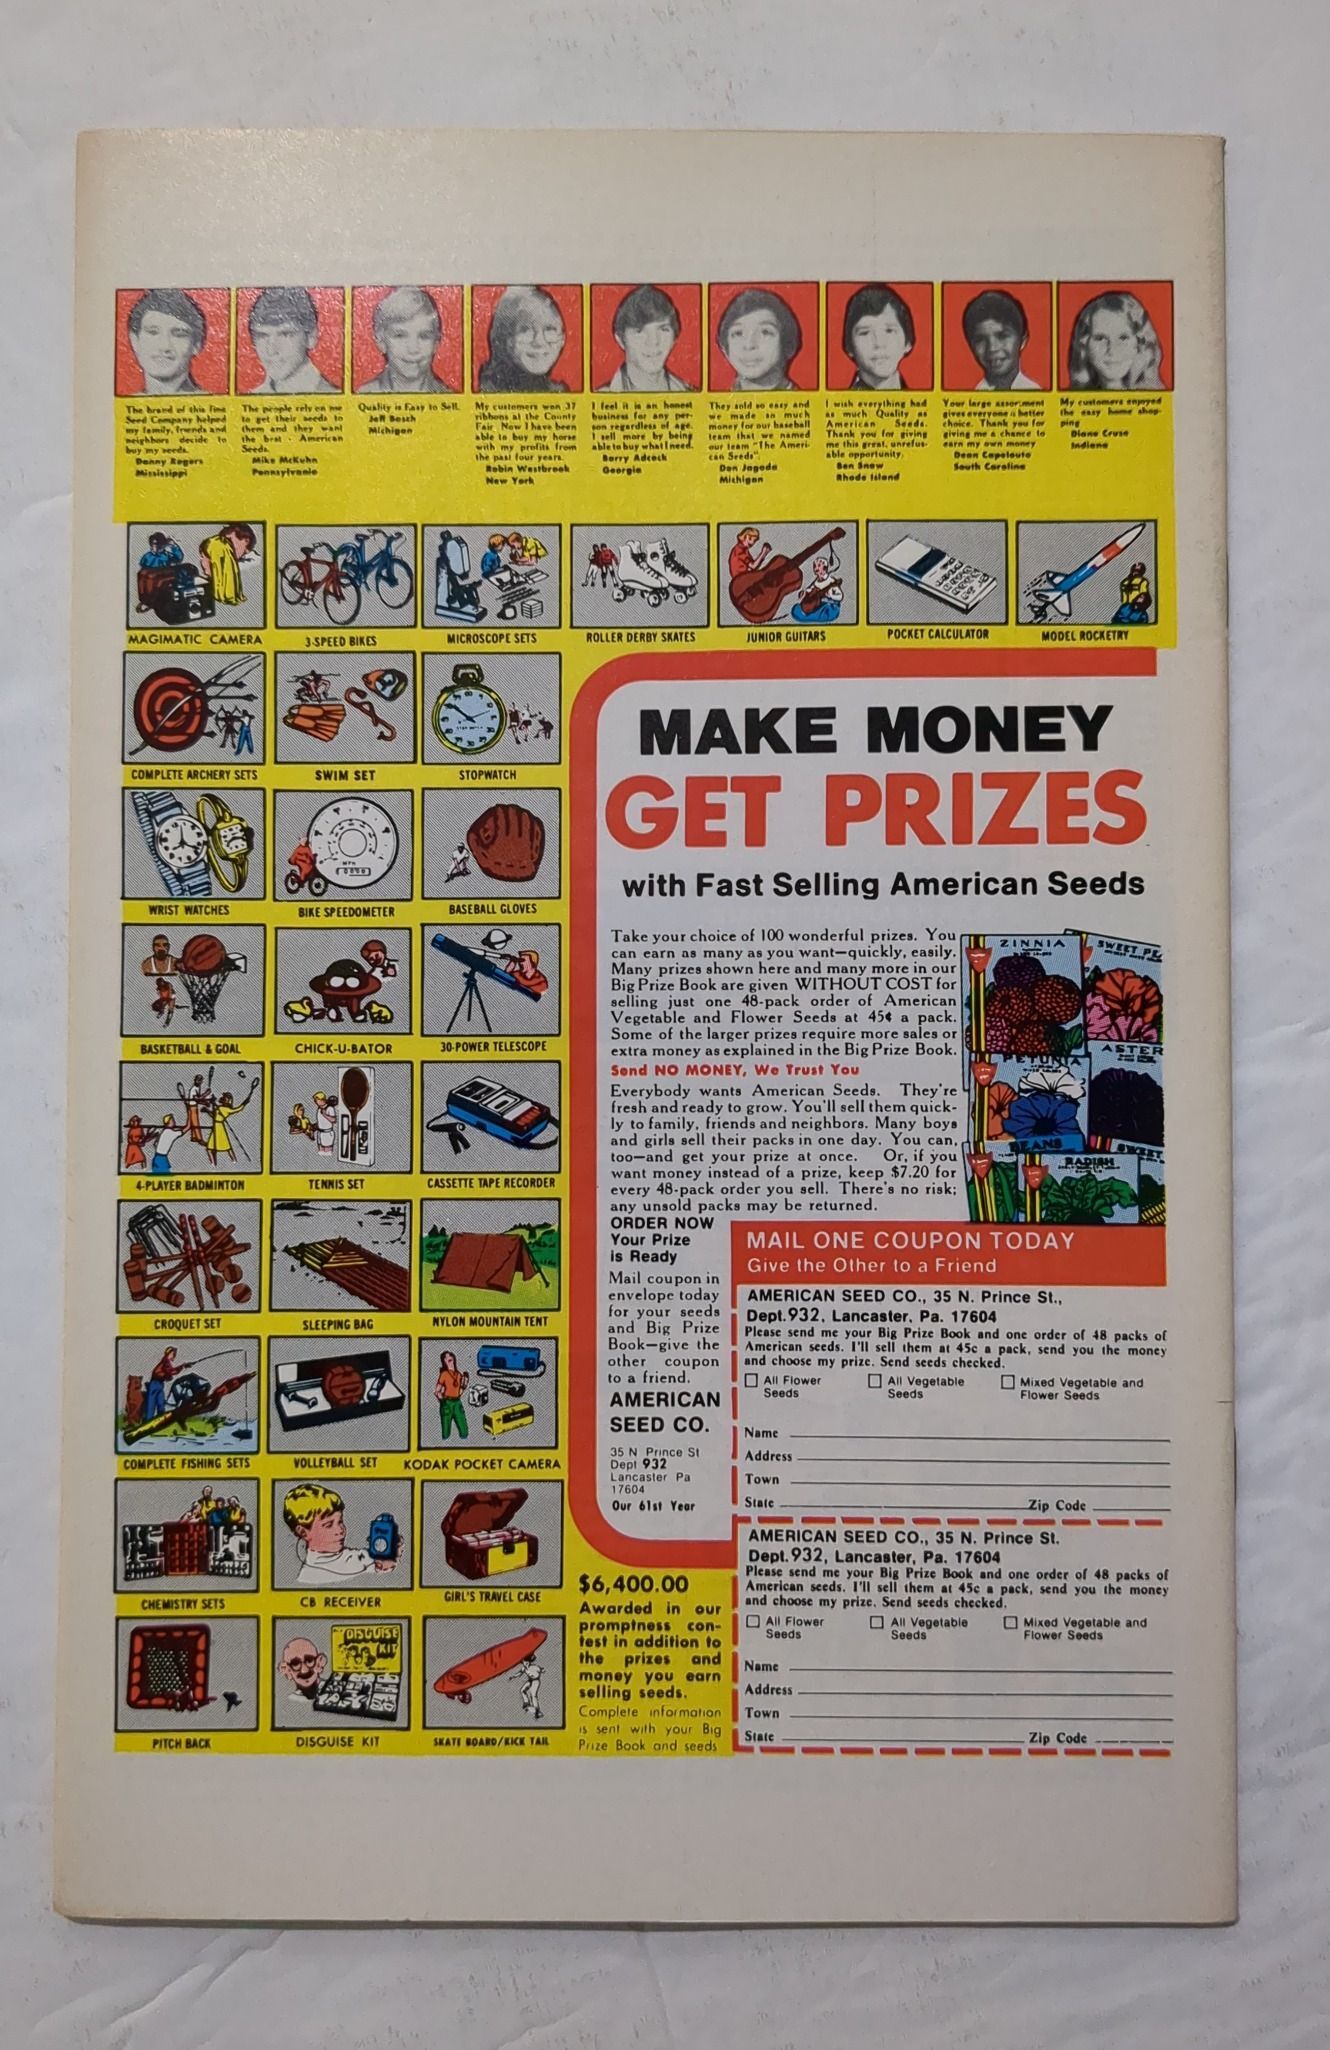 The brand of this fine
Seed Company helped
my family, friends and
neighbors decide to
buy my seeds.
Danny Rogers
Mississippi
The people rely on me
to get their seeds to
them and they want
the best - American
Seeds.
Mike McKuhn
Pennsylvania
Quality is Easy to Sell.
Jeff Bosch
Michigan
My customers won 37
ribbons at the County
Fair. Now I have been
able to buy my horse
with my profits from
the past four years.
Robin Westbrook
New York
I feel it is an honest
business for any per-
son regardless of age.
I sell more by being
able to buy what I need.
Barry Adcock
Georgia
They sold so easy and
we made so much
money for our baseball
team that we named
our team "The Ameri-
can Seeds".
Don Jagoda
Michigan
I wish everything had
as much Quality as
American Seeds.
Thank you for giving
me this great, unrefus-
able opportunity.
Ben Snow
Rhode Island
Your large assortment
gives everyone a better
choice. Thank you for
giving me a chance to
earn my own money
Dean Capelouto
South Carolina
My customers enjoyed
the easy home shop-
ping
Diane Cruse
Indiana
MAGIMATIC CAMERA
3-SPEED BIKES
MICROSCOPE SETS
ROLLER DERBY SKATES
JUNIOR GUITARS
POCKET CALCULATOR
MODEL ROCKETRY
COMPLETE ARCHERY SETS
SWIM SET
STOPWATCH
WRIST WATCHES
MPH
BIKE SPEEDOMETER
BASEBALL GLOVES
BASKETBALL & GOAL
CHICK-U-BATOR
30-POWER TELESCOPE
4-PLAYER BADMINTON
TENNIS SET
CASSETTE TAPE RECORDER
CROQUET SET
SLEEPING BAG
NYLON MOUNTAIN TENT
COMPLETE FISHING SETS
VOLLEYBALL SET
KODAK POCKET CAMERA
CHEMISTRY SETS
CB RECEIVER
GIRL'S TRAVEL CASE
PITCH BACK
DISGUISE
KIT
DISGUISE KIT
SKATE BOARD/KICK TAIL
MAKE MONEY
GET PRIZES
with Fast Selling American Seeds
Take your choice of 100 wonderful prizes. You
can earn as many as you want—quickly, easily.
Many prizes shown here and many more in our
Big Prize Book are given WITHOUT COST for
selling just one 48-pack order of American
Vegetable and Flower Seeds at 45¢ a pack.
Some of the larger prizes require more sales or
extra money as explained in the Big Prize Book.
Send NO MONEY, We Trust You
Everybody wants American Seeds. They're
fresh and ready to grow. You'll sell them quick-
ly to family, friends and neighbors. Many boys
and girls sell their packs in one day. You can,
too—and get your prize at once. Or, if you
want money instead of a prize, keep $7.20 for
every 48-pack order you sell. There's no risk;
any unsold packs may be returned.
ZINNIA
SWEET PE
PETUNIA
ASTER
BEANS
SWEET
RADISH
ORDER NOW
Your Prize
is Ready
Mail coupon in
envelope today
for your seeds
and Big Prize
Book—give the
other coupon
to a friend.
AMERICAN
SEED CO.
35 N Prince St
Dept 932
Lancaster Pa
17604
Our 61st Year
$6,400.00
Awarded in our
promptness con-
test in addition to
the prizes and
money you earn
selling seeds.
Complete information
is sent with your Big
Prize Book and seeds
MAIL ONE COUPON TODAY
Give the Other to a Friend
AMERICAN SEED CO., 35 N. Prince St.,
Dept.932, Lancaster, Pa. 17604
Please send me your Big Prize Book and one order of 48 packs of
American seeds. I'll sell them at 45c a pack, send you the money
and choose my prize. Send seeds checked.
All Flower Seeds
All Vegetable Seeds
Mixed Vegetable and Flower Seeds
Name
Address
Town
State Zip Code
AMERICAN SEED CO., 35 N. Prince St.
Dept.932, Lancaster, Pa. 17604
Please send me your Big Prize Book and one order of 48 packs of
American seeds. I'll sell them at 45c a pack, send you the money
and choose my prize. Send seeds checked.
All Flower Seeds
All Vegetable Seeds
Mixed Vegetable and Flower Seeds
Name
Address
Town
State Zip Code